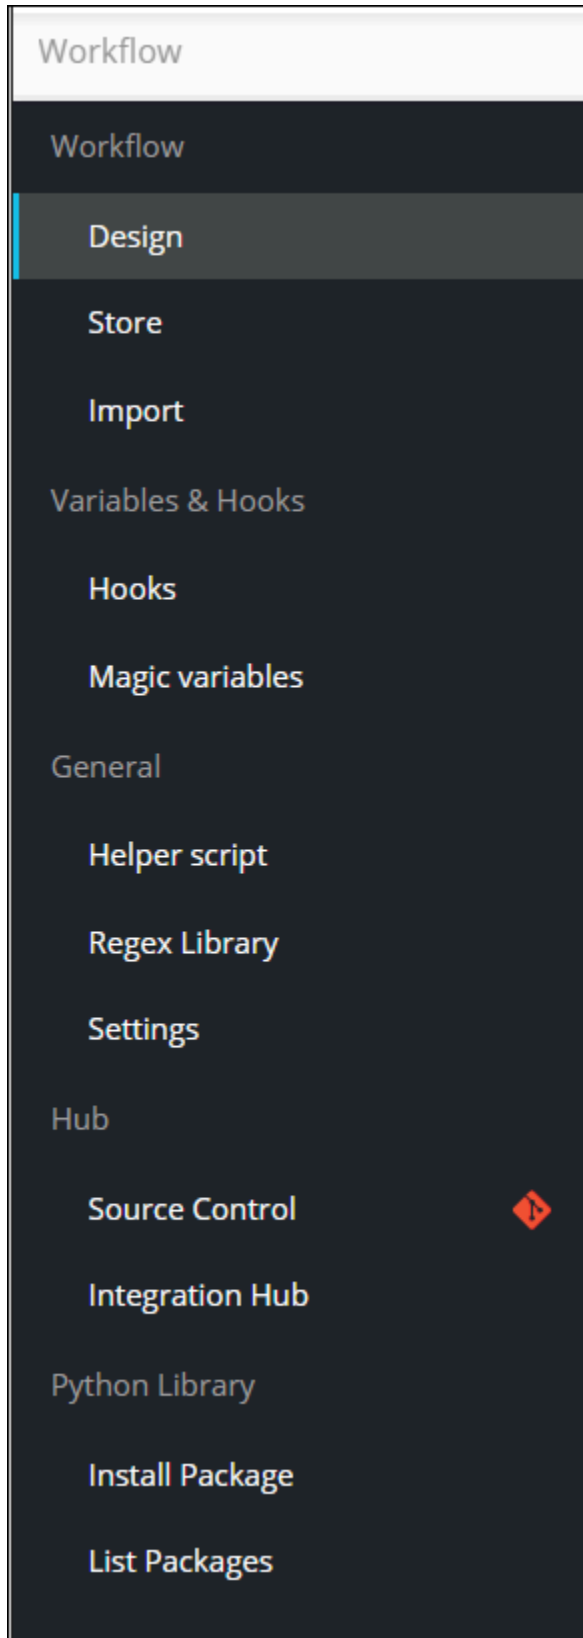 Workflow
Workflow
Design
Store
Import
Variables & Hooks
Hooks
Magic variables
General
Helper script
Regex Library
Settings
Hub
Source Control
Integration Hub
Python Library
Install Package
List Packages